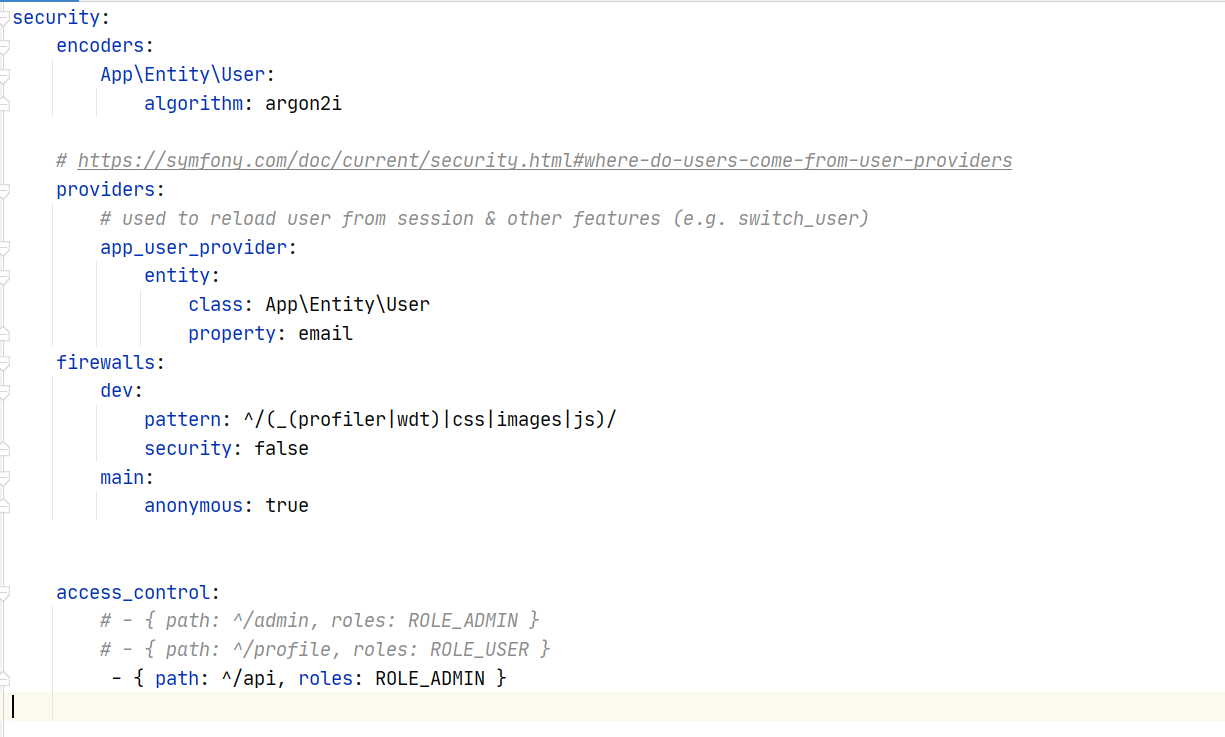 security:
    encoders:
        App\Entity\User:
            algorithm: argon2i

    # https://symfony.com/doc/current/security.html#where-do-users-come-from-user-providers
    providers:
        # used to reload user from session & other features (e.g. switch_user)
        app_user_provider:
            entity:
                class: App\Entity\User
                property: email
    firewalls:
        dev:
            pattern: ^/(_(profiler|wdt)|css|images|js)/
            security: false
        main:
            anonymous: true


    access_control:
        # - { path: ^/admin, roles: ROLE_ADMIN }
        # - { path: ^/profile, roles: ROLE_USER }
         - { path: ^/api, roles: ROLE_ADMIN }